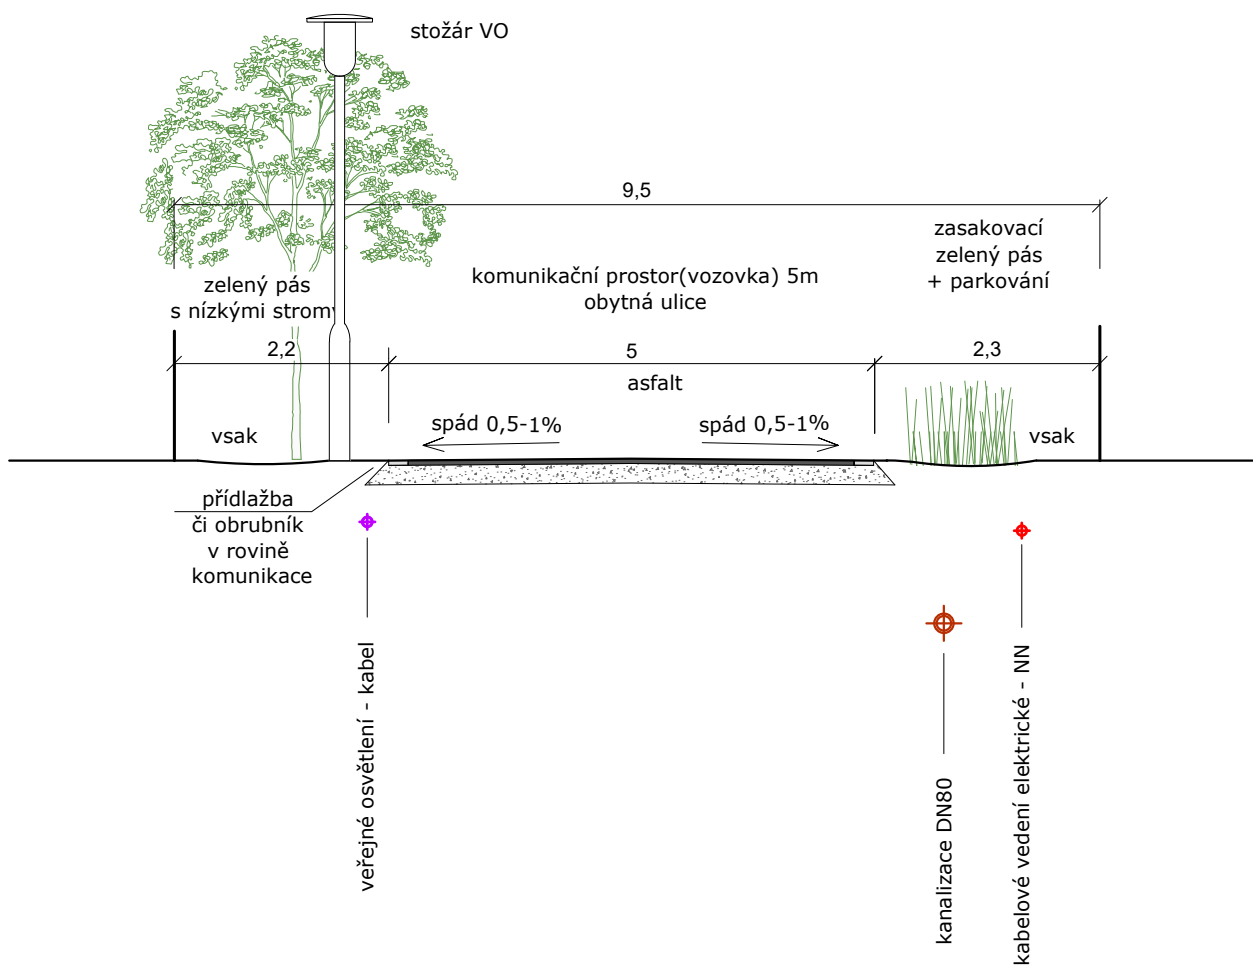 stožár VO
9,5
zasakovací
zelený pás
+ parkování
komunikační prostor(vozovka) 5m
obytná ulice
zelený pás
s nízkými stromy
2,2
5
2,3
asfalt
spád 0,5-1%
spád 0,5-1%
vsak
vsak
přídlažba
či obrubník
v rovině
komunikace
veřejné osvětlení - kabel
kanalizace DN80
kabelové vedení elektrické - NN